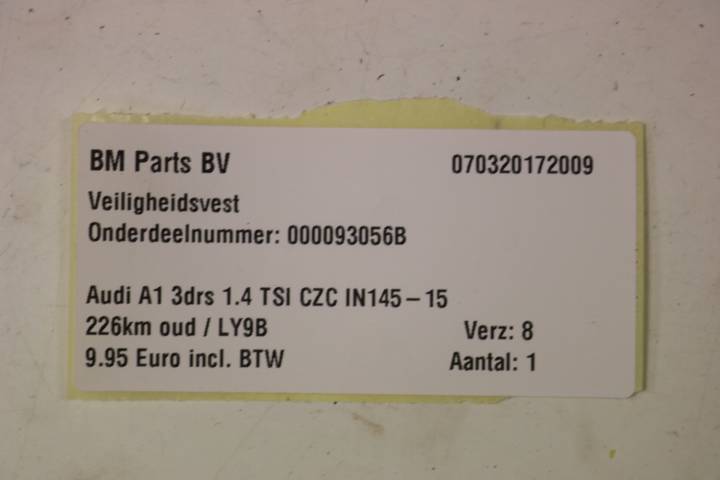 BM Parts BV 070320172009
Veiligheidsvest
Onderdeelnummer: 000093056B
Audi A1 3drs 1.4 TSI CZC IN145-15
226km oud / LY9B Verz: 8
9.95 Euro incl. BTW Aantal: 1